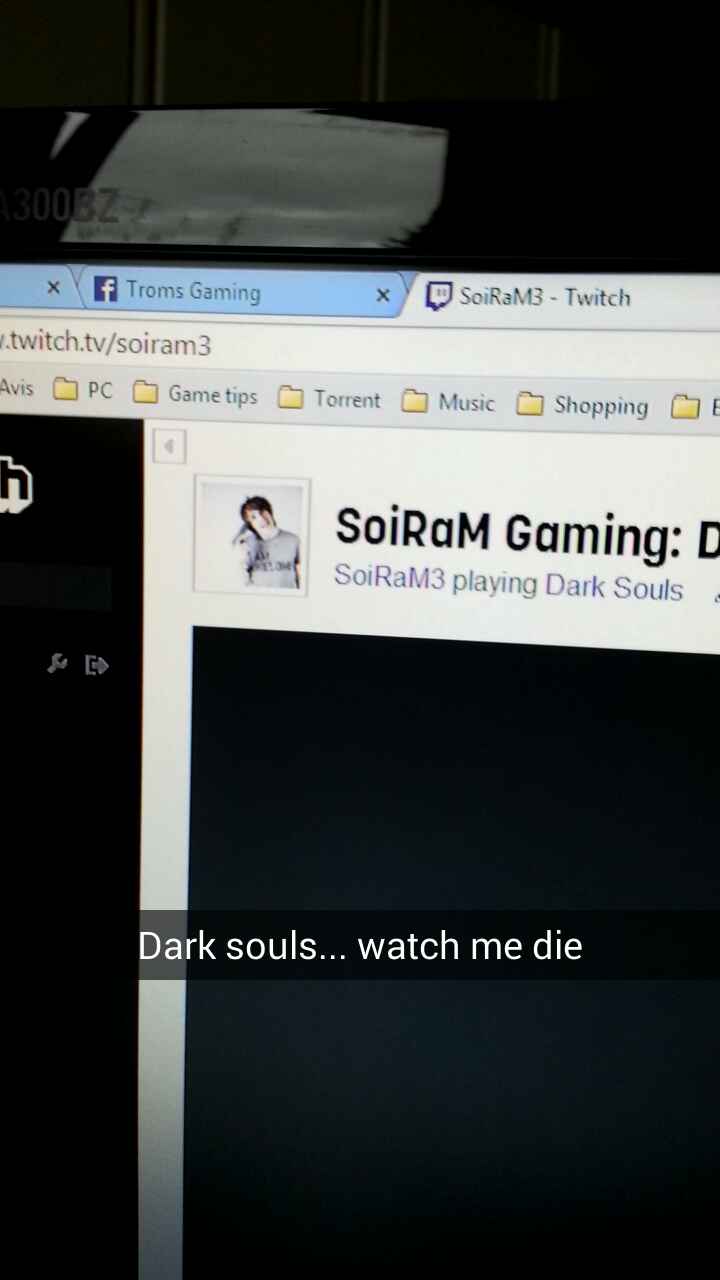 A300BZ
Troms Gaming
SoiRaM3 - Twitch
.twitch.tv/soiram3
Avis PC Game tips Torrent Music Shopping
h
SoiRaM Gaming: D
SoiRaM3 playing Dark Souls
Dark souls... watch me die